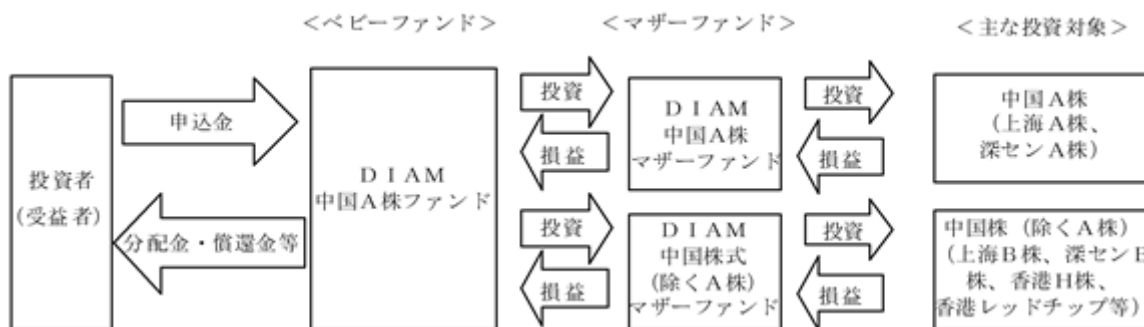 <ベビーファンド>
<マザーファンド>
<主な投資対象>
投資者
(受益者)
申込金
分配金・償還金等
DIAM
中国A株ファンド
投資
損益
投資
損益
DIAM
中国A株
マザーファンド
DIAM
中国株式
(除くA株)
マザーファンド
投資
損益
投資
損益
中国A株
(上海A株、
深センA株)
中国株(除くA株)
(上海B株、深センB
株、香港H株、
香港レッドチップ等)